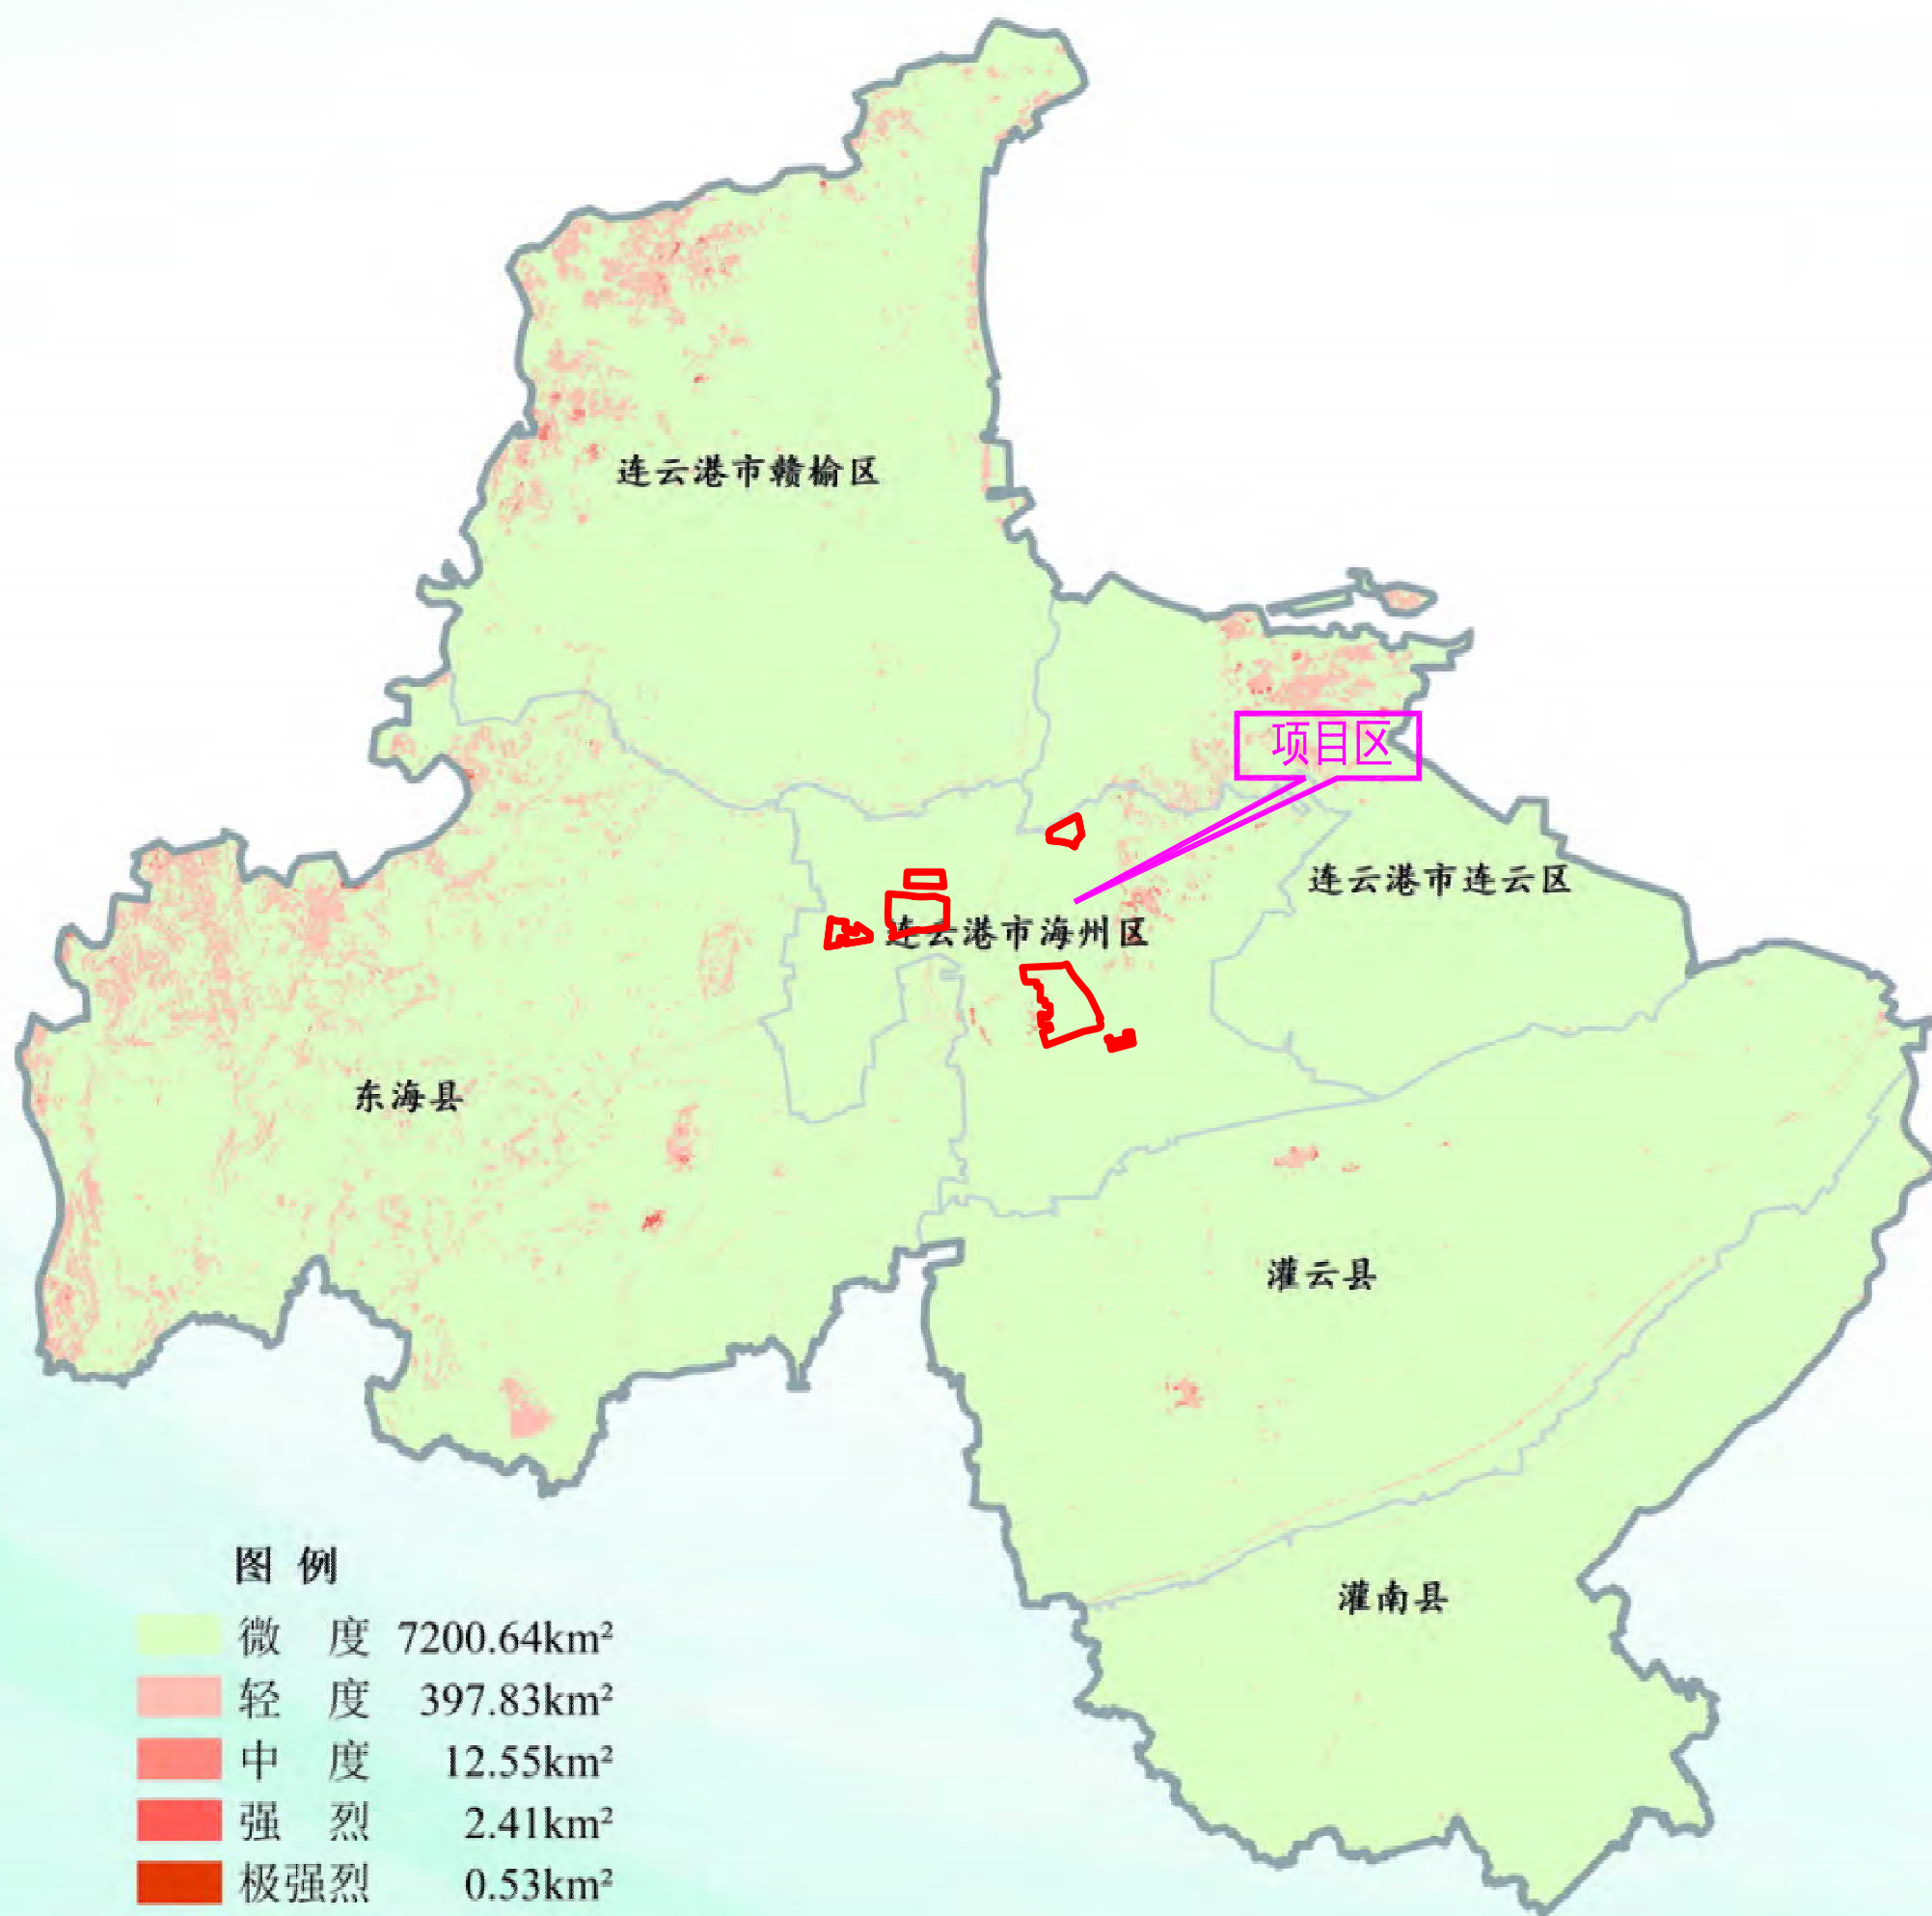 连云港市赣榆区
项目区
连云港市连云区
连云港市海州区
东海县
灌云县
灌南县
图 例
微 度 7200.64km²
轻 度 397.83km²
中 度 12.55km²
强 烈 2.41km²
极强烈 0.53km²